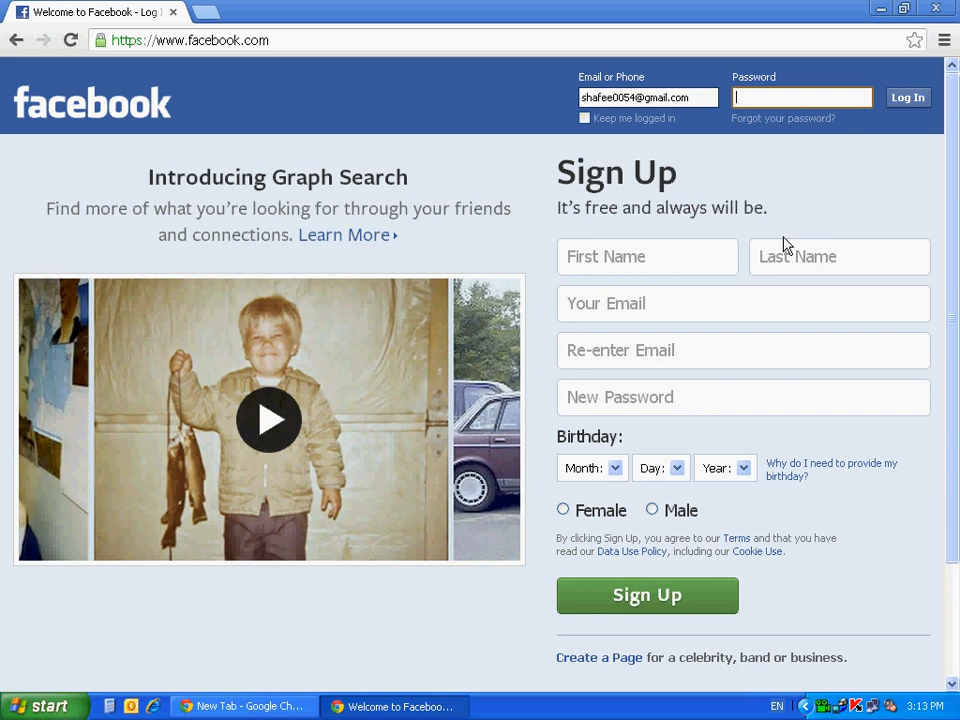 Welcome to Facebook - Log
https://www.facebook.com
facebook
Email or Phone
Password
shafee0054@gmail.com
Log In
Keep me logged in
Forgot your password?
Introducing Graph Search
Find more of what you're looking for through your friends
and connections. Learn More
Sign Up
It's free and always will be.
First Name
Last Name
Your Email
Re-enter Email
New Password
Birthday:
Month:
Day:
Year:
Why do I need to provide my
birthday?
Female
Male
By clicking Sign Up, you agree to our Terms and that you have
read our Data Use Policy, including our Cookie Use.
Sign Up
Create a Page for a celebrity, band or business.
start
New Tab - Google Ch...
Welcome to Faceboo...
EN
3:13 PM